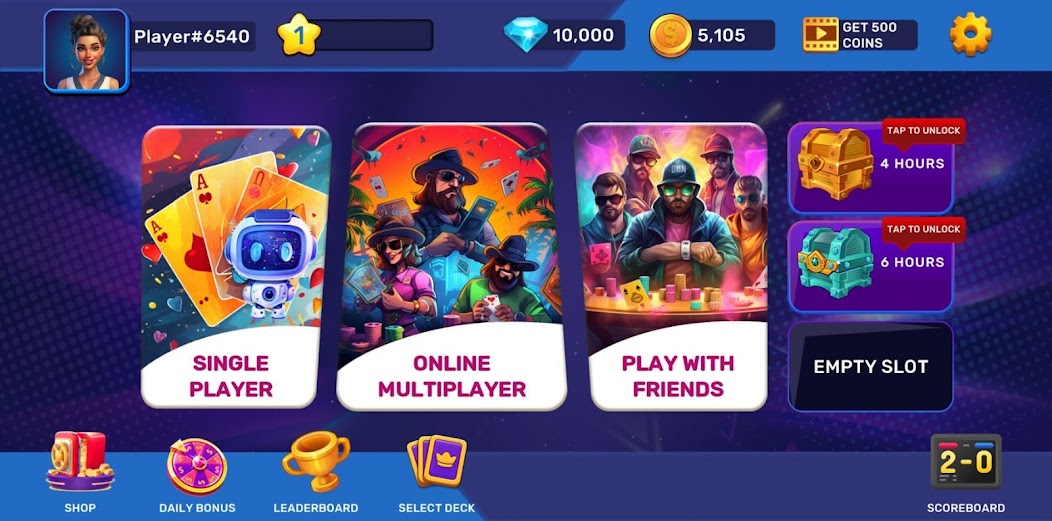 Player#6540
1
10,000
5,105
GET 500
COINS
A
A
Q
SINGLE
PLAYER
ONLINE
MULTIPLAYER
PLAY WITH
FRIENDS
TAP TO UNLOCK
4 HOURS
TAP TO UNLOCK
6 HOURS
EMPTY SLOT
SHOP
DAILY BONUS
LEADERBOARD
SELECT DECK
2-0
SCOREBOARD